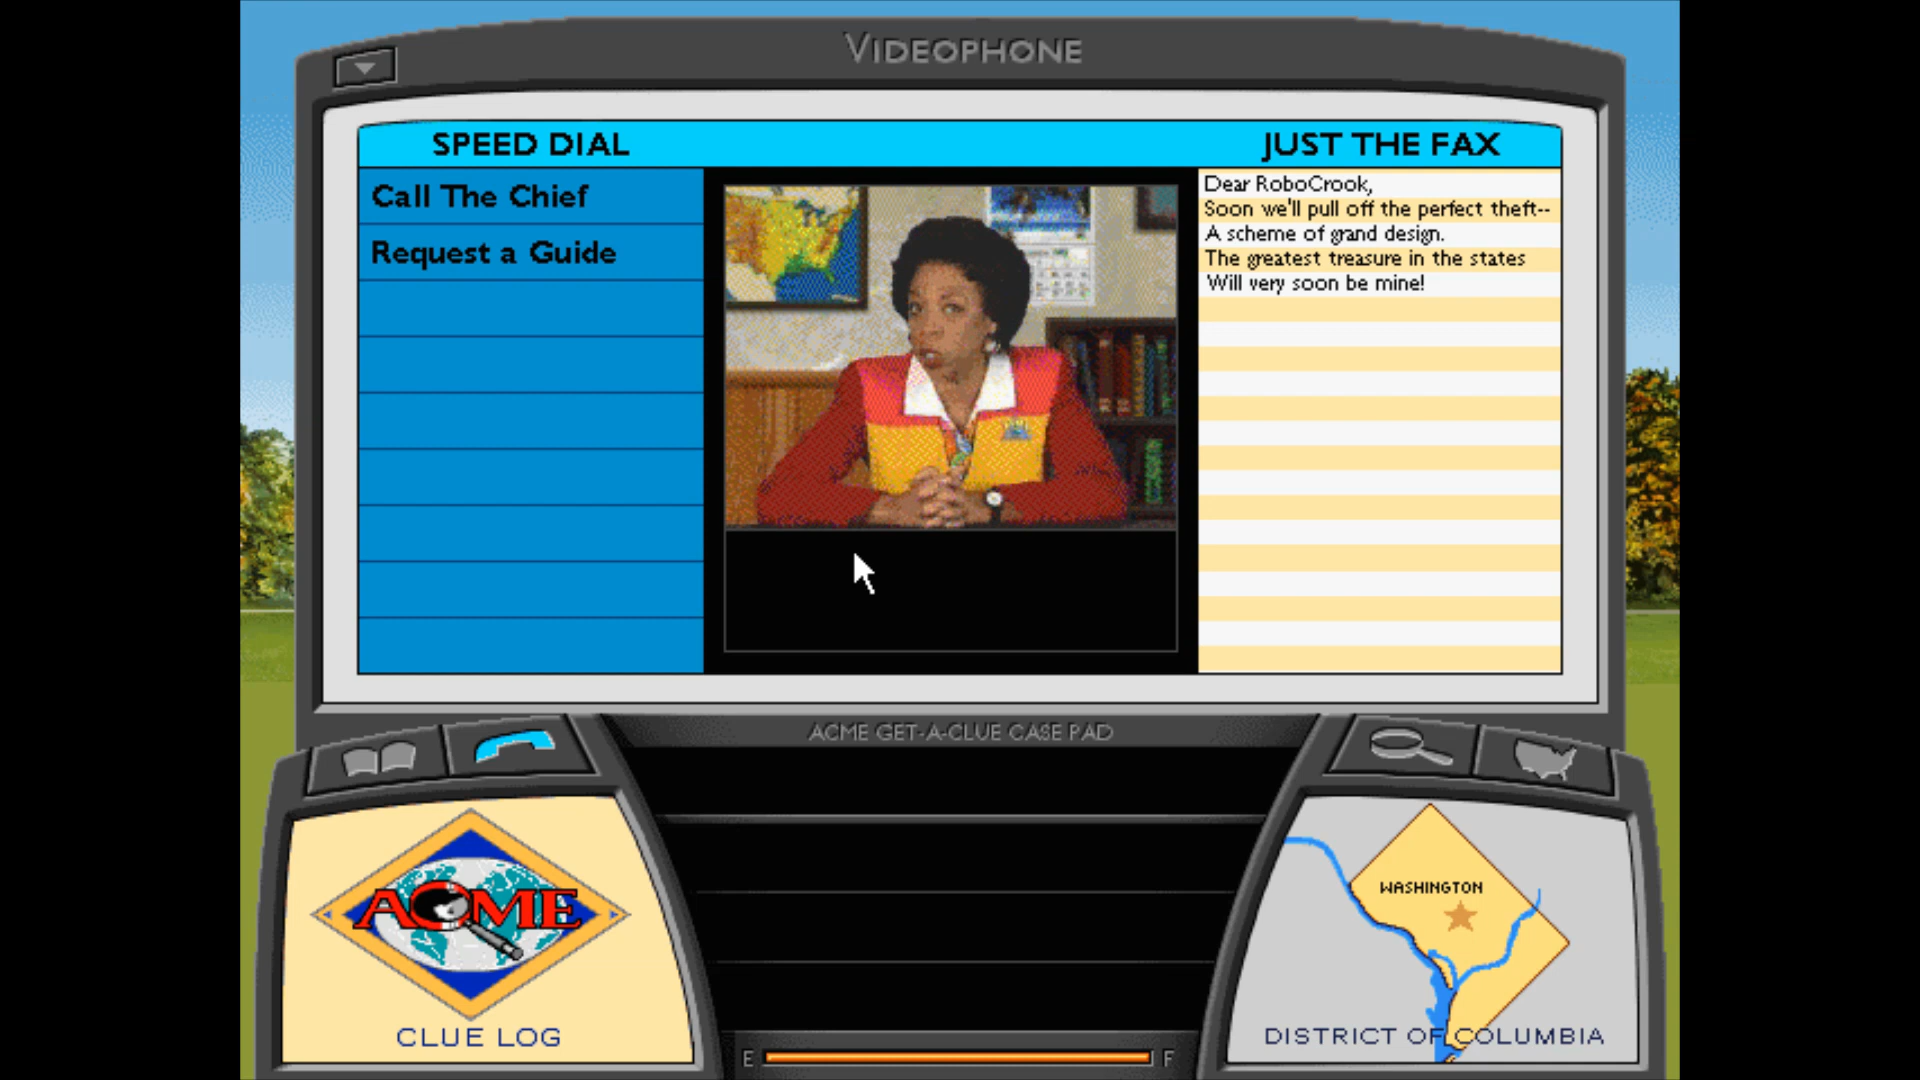 VIDEOPHONE
SPEED DIAL
Call The Chief
Request a Guide
JUST THE FAX
Dear RoboCrook,
Soon we'll pull off the perfect theft--
A scheme of grand design.
The greatest treasure in the states
Will very soon be mine!
ACME GET-A-CLUE CASE PAD
ACME
CLUE LOG
E
F
WASHINGTON
DISTRICT OF COLUMBIA